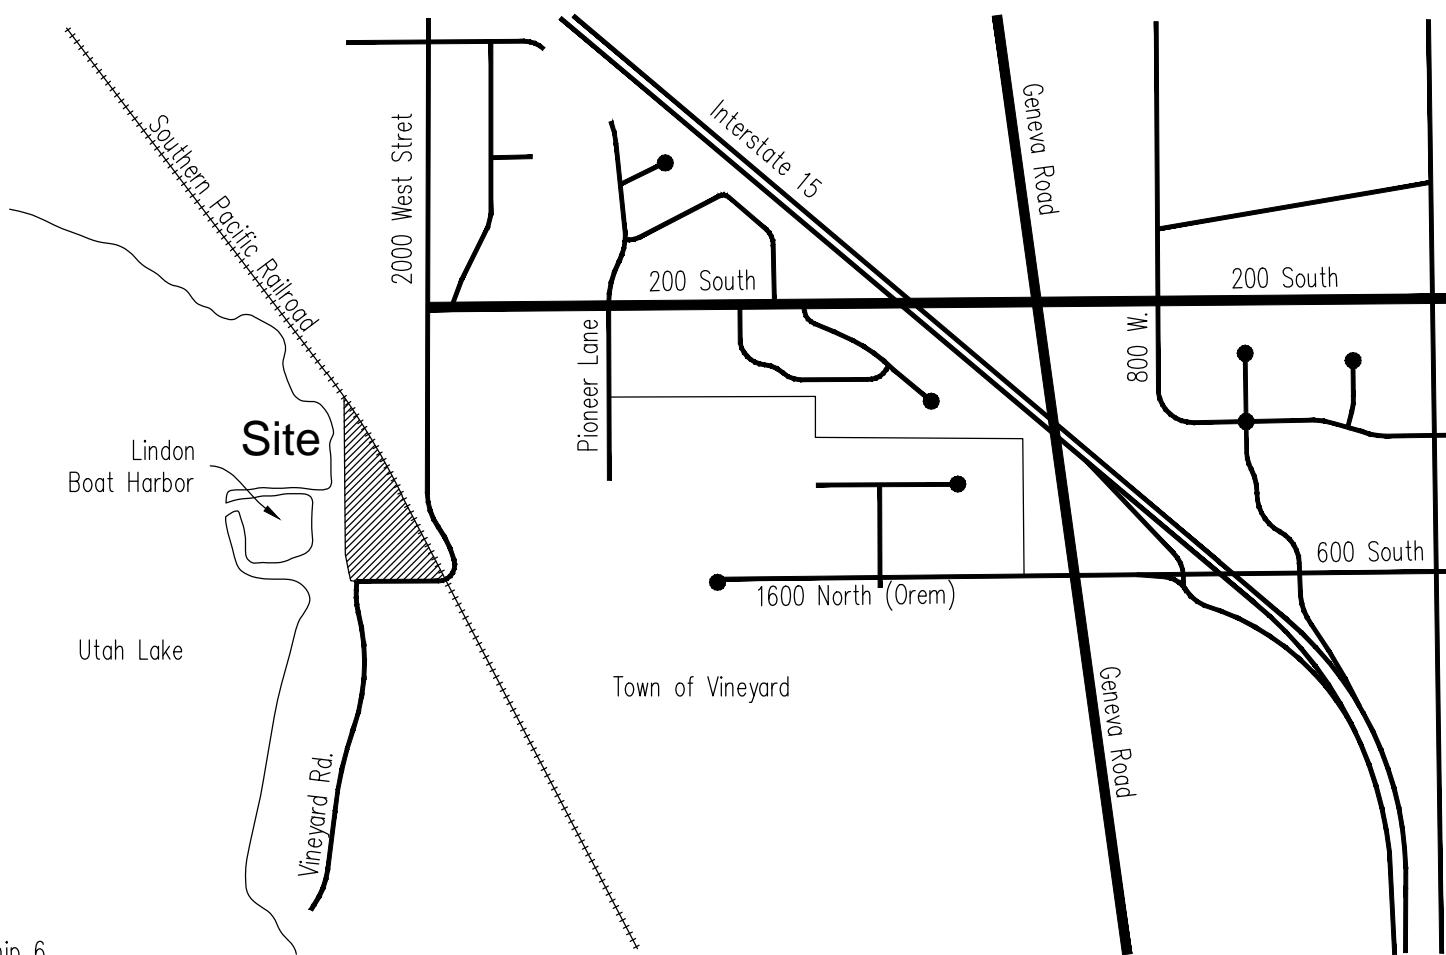 Southern Pacific Railroad
2000 West Stret
Interstate 15
Geneva Road
200 South
200 South
Pioneer Lane
800 W.
Site
Lindon
Boat Harbor
600 South
1600 North (Orem)
Utah Lake
Town of Vineyard
Geneva Road
Vineyard Rd.
6